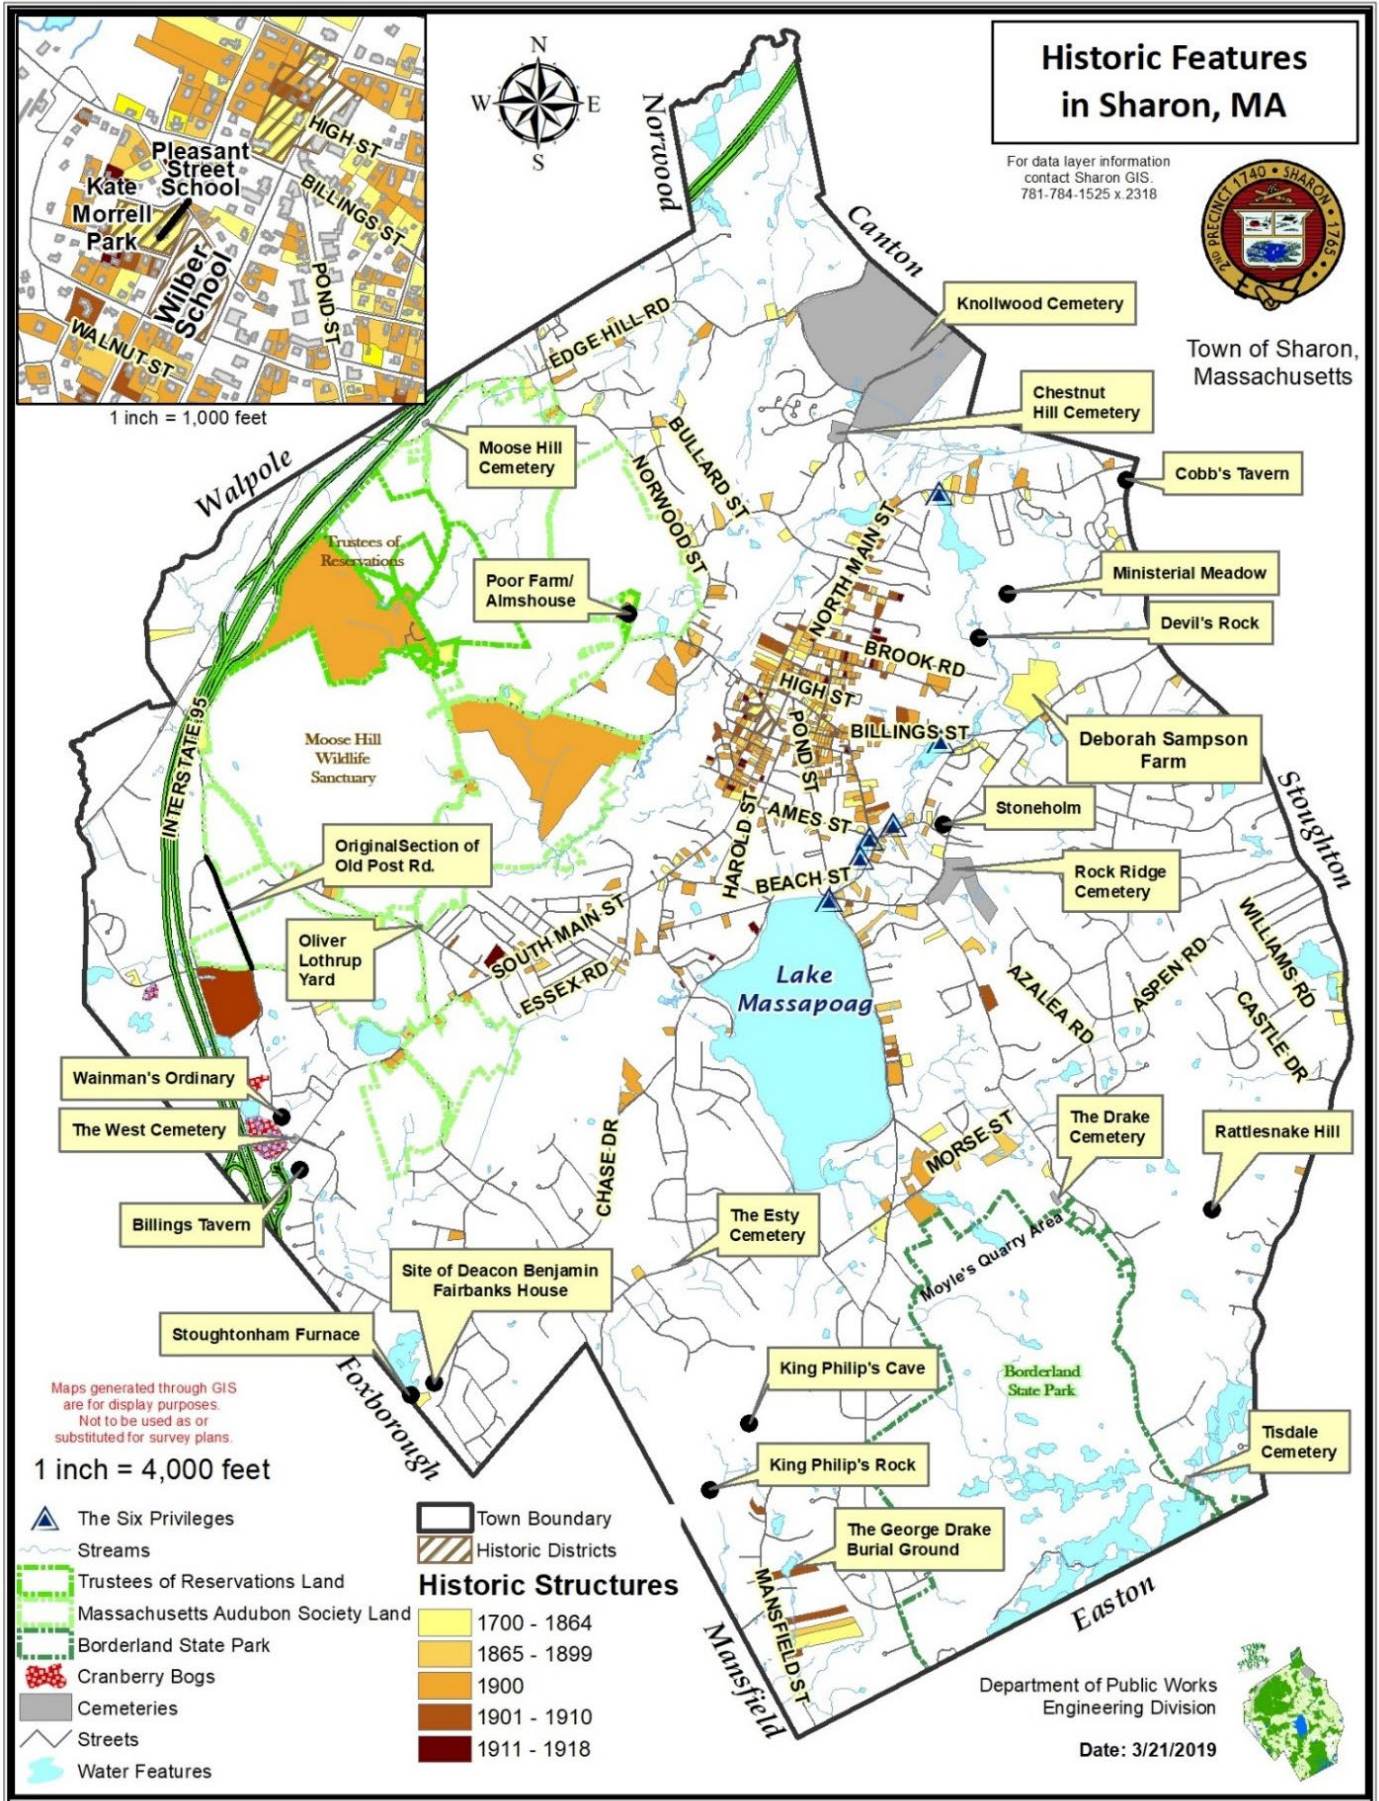 Historic Features
in Sharon, MA
For data layer information
contact Sharon GIS.
781-784-1525 x.2318
2ND PRECINCT 1740 • SHARON • 1765 •
Town of Sharon,
Massachusetts
N
W
E
S
HIGH ST
Pleasant
Street
School
Kate
Morrell
Park
BILLINGS ST
Wilber
School
POND ST
WALNUT ST
1 inch = 1,000 feet
Norwood
Canton
Knollwood Cemetery
EDGE HILL RD
Chestnut
Hill Cemetery
Moose Hill
Cemetery
BULLARD ST
Walpole
NORWOOD ST
Cobb's Tavern
Trustees of
Reservations
NORTH MAIN ST
Poor Farm/
Almshouse
Ministerial Meadow
Devil's Rock
BROOK RD
HIGH ST
INTERSTATE 95
Moose Hill
Wildlife
Sanctuary
POND ST
BILLINGS ST
Deborah Sampson
Farm
Stoughton
AMES ST
Stoneholm
HAROLD ST
OriginalSection of
Old Post Rd.
BEACH ST
Rock Ridge
Cemetery
Oliver
Lothrup
Yard
SOUTH MAIN ST
ESSEX RD
Lake
Massapoag
AZALEA RD
ASPEN RD
WILLIAMS RD
CASTLE DR
Wainman's Ordinary
The West Cemetery
CHASE DR
MORSE ST
The Drake
Cemetery
Rattlesnake Hill
Billings Tavern
The Esty
Cemetery
Moyle's Quarry Area
Site of Deacon Benjamin
Fairbanks House
Stoughtonham Furnace
Foxborough
King Philip's Cave
Borderland
State Park
Tisdale
Cemetery
King Philip's Rock
The George Drake
Burial Ground
MANSFIELD ST
Mansfield
Easton
Maps generated through GIS
are for display purposes.
Not to be used as or
substituted for survey plans.
1 inch = 4,000 feet
The Six Privileges
Streams
Trustees of Reservations Land
Massachusetts Audubon Society Land
Borderland State Park
Cranberry Bogs
Cemeteries
Streets
Water Features
Town Boundary
Historic Districts
Historic Structures
1700 - 1864
1865 - 1899
1900
1901 - 1910
1911 - 1918
Department of Public Works
Engineering Division
Date: 3/21/2019